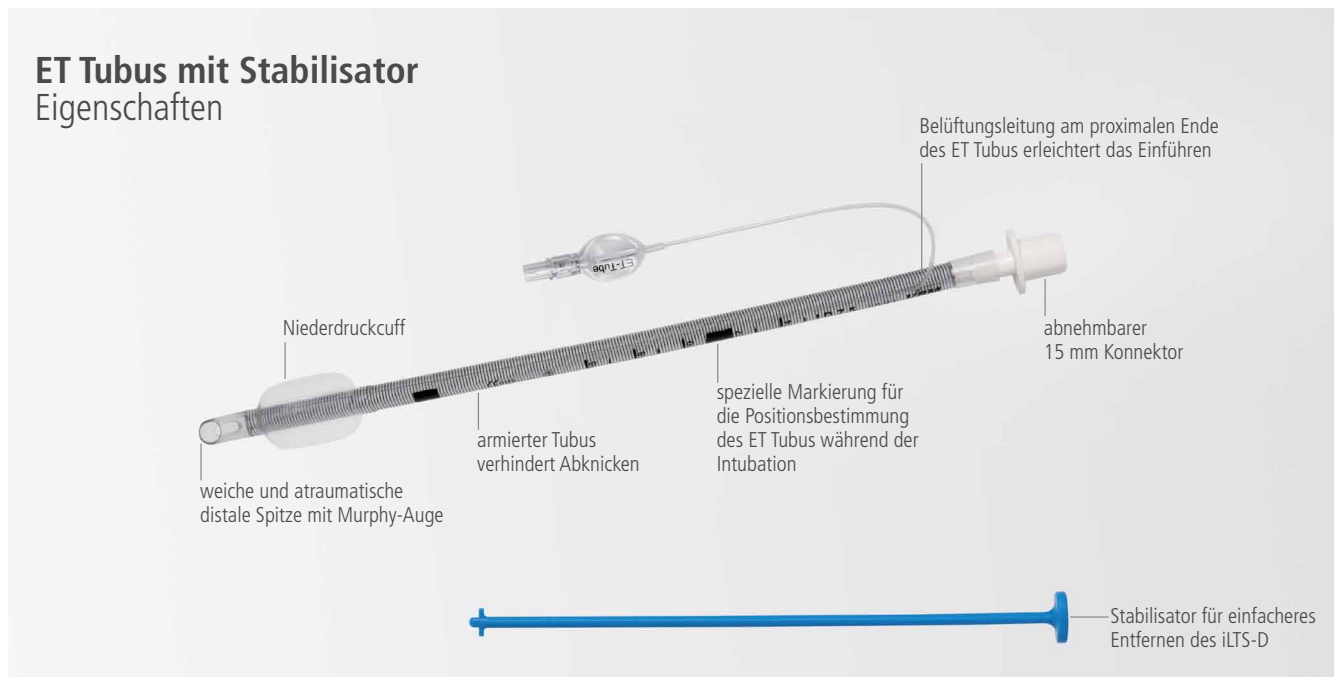 ET Tubus mit Stabilisator
Eigenschaften
Belüftungsleitung am proximalen Ende
des ET Tubus erleichtert das Einführen
ET-Tube
Niederdruckcuff
abnehmbarer
15 mm Konnektor
spezielle Markierung für
die Positionsbestimmung
des ET Tubus während der
Intubation
armierter Tubus
verhindert Abknicken
weiche und atraumatische
distale Spitze mit Murphy-Auge
Stabilisator für einfacheres
Entfernen des iLTS-D